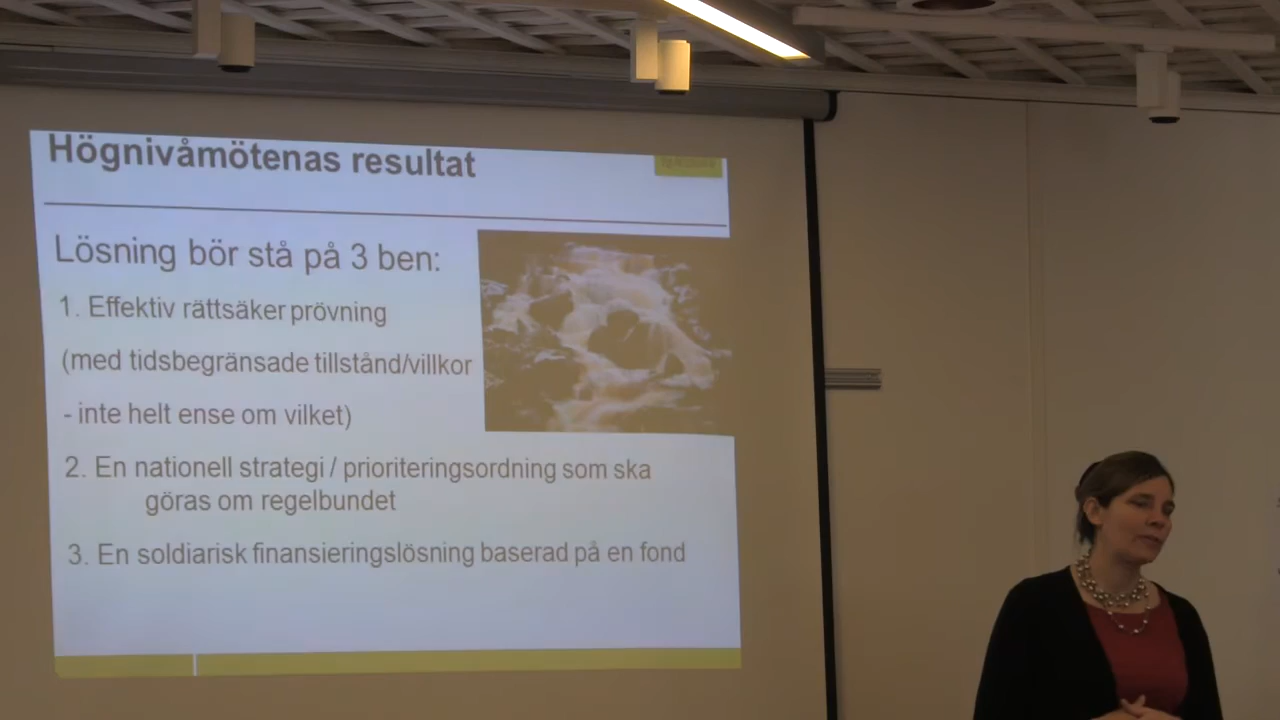 Högnivåmötenas resultat
Lösning bör stå på 3 ben:
1. Effektiv rättsäker prövning
(med tidsbegränsade tillstånd/villkor
- inte helt ense om vilket)
2. En nationell strategi / prioriteringsordning som ska
göras om regelbundet
3. En soldiarisk finansieringslösning baserad på en fond